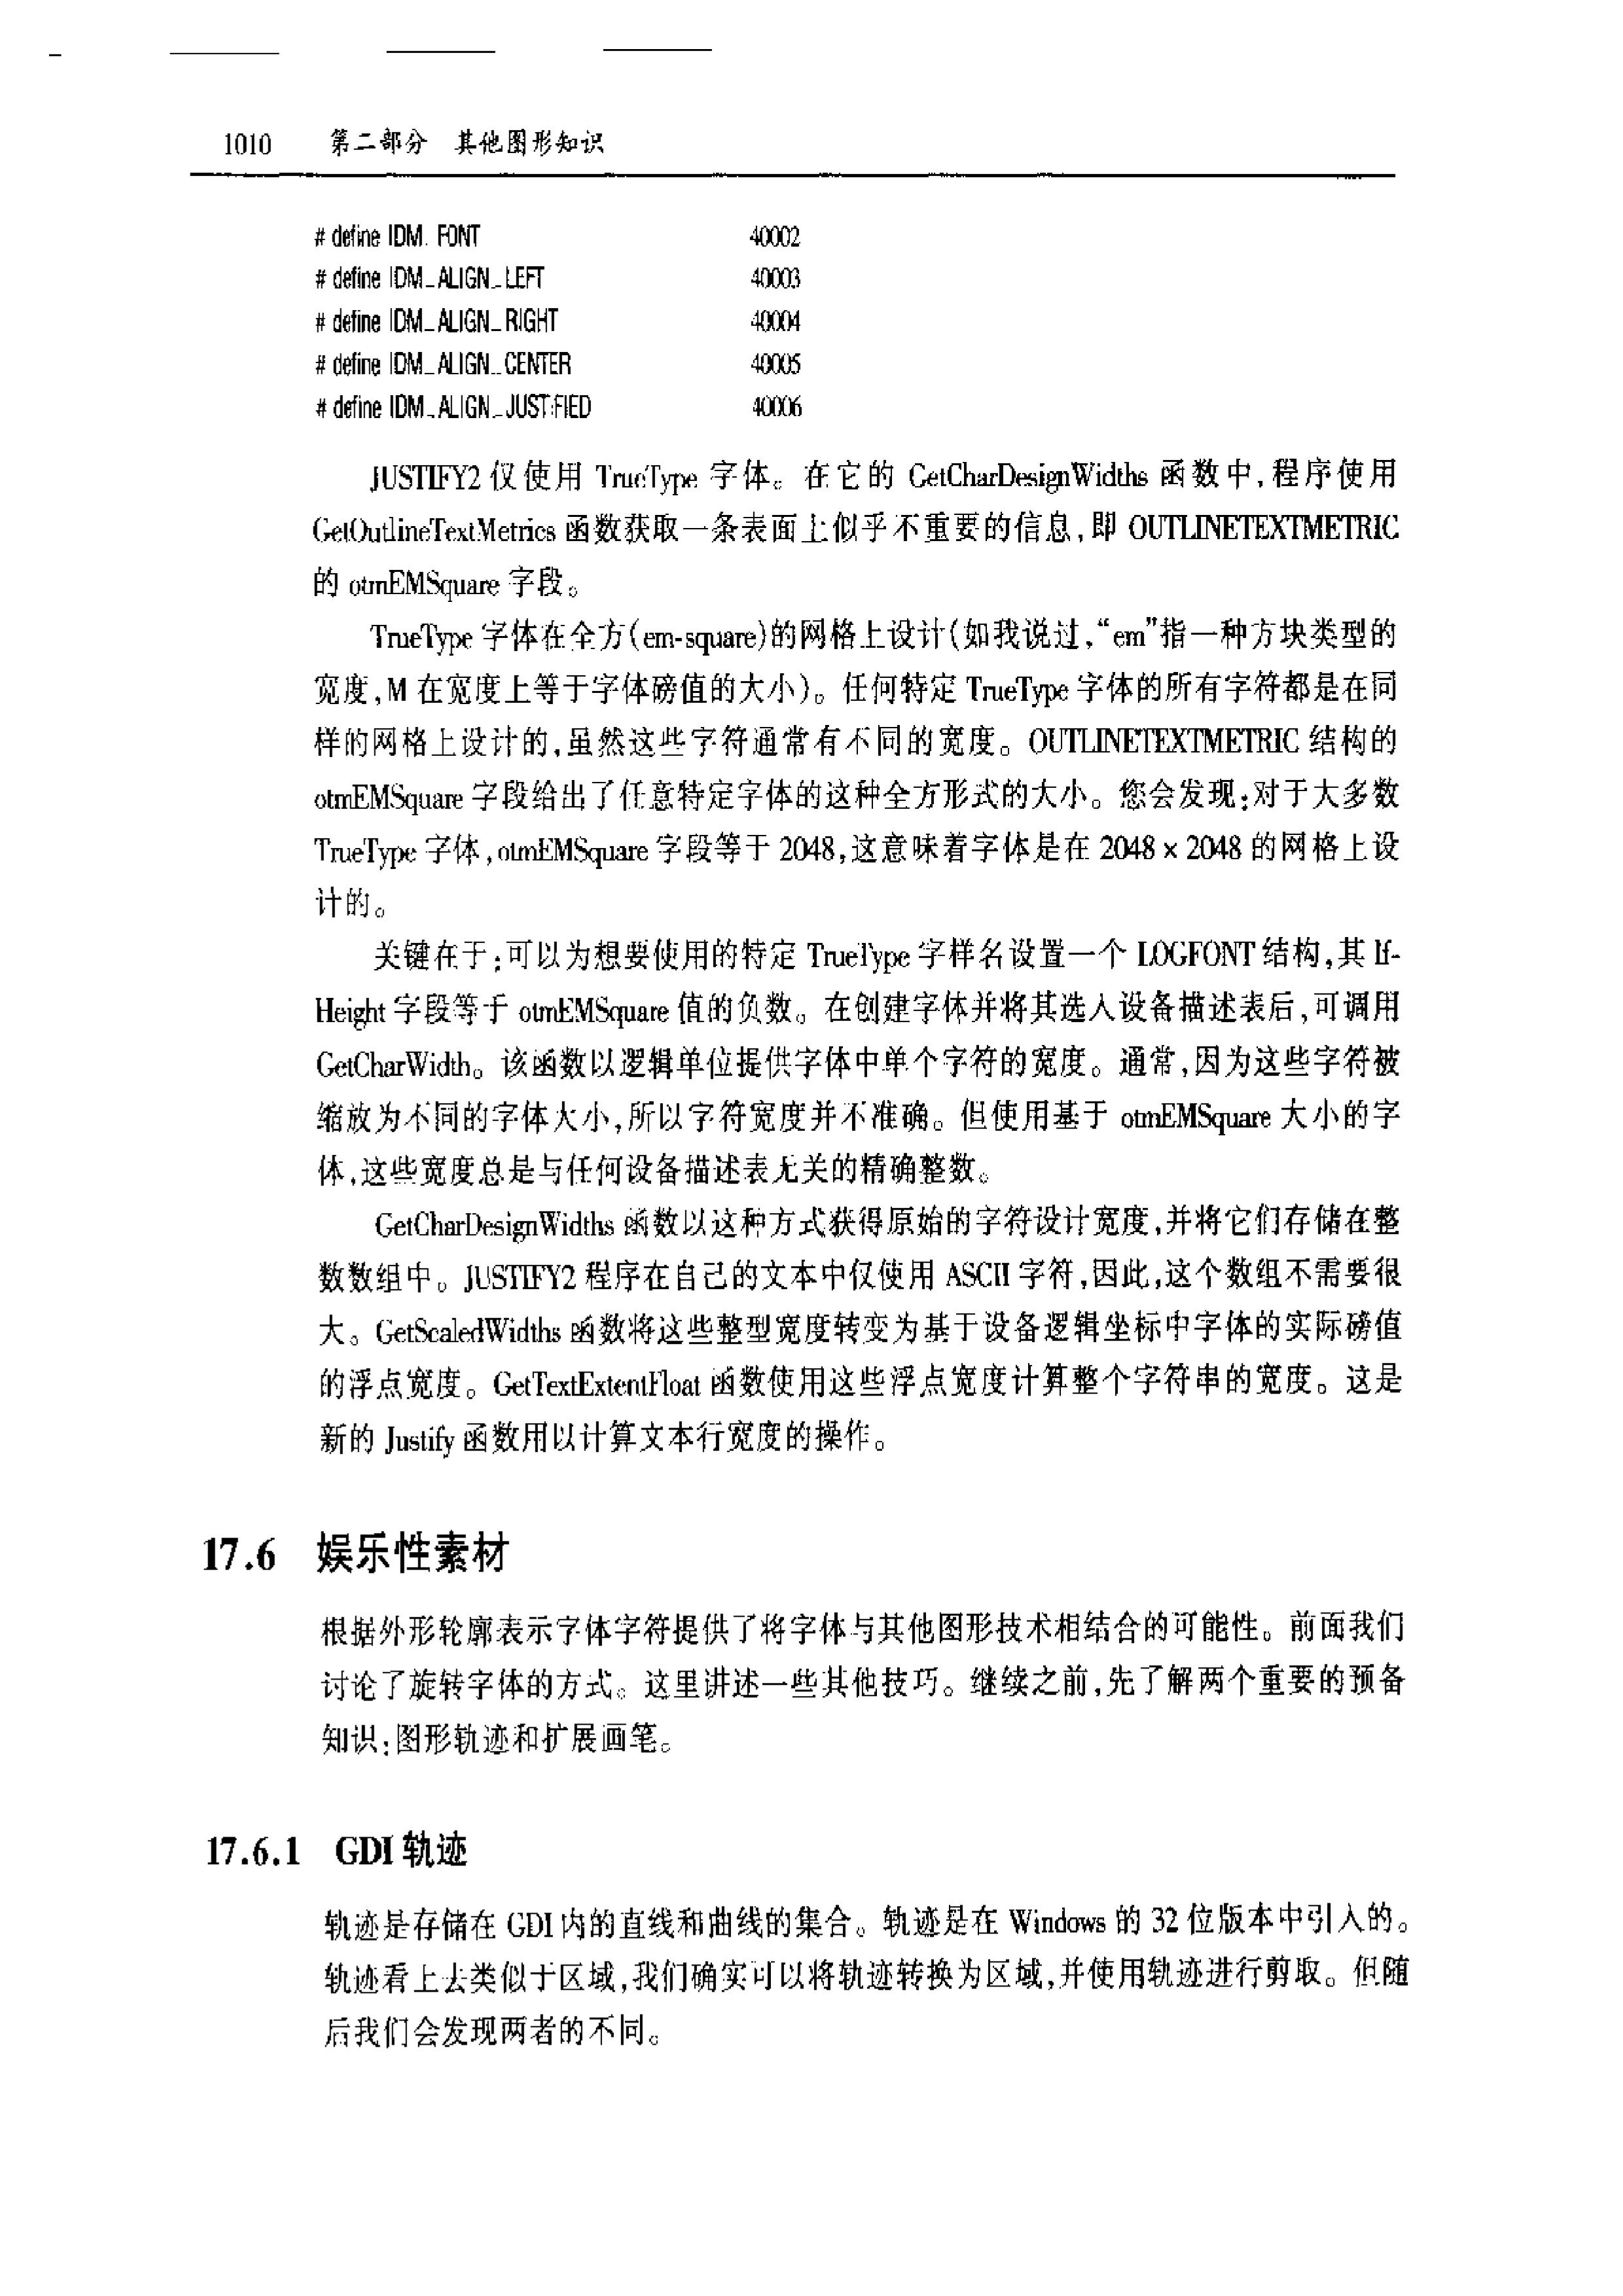 1010 第二部分 其他图形知识
# define IDM_FONT 40002
# define IDM_ALIGN_LEFT 40003
# define IDM_ALIGN_RIGHT 40004
# define IDM_ALIGN_CENTER 40005
# define IDM_ALIGN_JUSTIFIED 40006
JUSTIFY2 仅使用 TrueType 字体。在它的 GetCharDesignWidths 函数中,程序使用
GetOutlineTextMetrics 函数获取一条表面上似乎不重要的信息,即 OUTLINETEXTMETRIC
的 otmEMSquare 字段。
TrueType 字体在全方(em-square)的网格上设计(如我说过,“em”指一种方块类型的
宽度,M 在宽度上等于字体磅值的大小)。任何特定 TrueType 字体的所有字符都是在同
样的网格上设计的,虽然这些字符通常有不同的宽度。OUTLINETEXTMETRIC 结构的
otmEMSquare 字段给出了任意特定字体的这种全方形式的大小。您会发现:对于大多数
TrueType 字体,otmEMSquare 字段等于 2048,这意味着字体是在 2048 × 2048 的网格上设
计的。
关键在于:可以为想要使用的特定 TrueType 字样名设置一个 LOGFONT 结构,其 lf-
Height 字段等于 otmEMSquare 值的负数。在创建字体并将其选入设备描述表后,可调用
GetCharWidth。该函数以逻辑单位提供字体中单个字符的宽度。通常,因为这些字符被
缩放为不同的字体大小,所以字符宽度并不准确。但使用基于 otmEMSquare 大小的字
体,这些宽度总是与任何设备描述表无关的精确整数。
GetCharDesignWidths 函数以这种方式获得原始的字符设计宽度,并将它们存储在整
数数组中。JUSTIFY2 程序在自己的文本中仅使用 ASCII 字符,因此,这个数组不需要很
大。GetScaledWidths 函数将这些整型宽度转变为基于设备逻辑坐标中字体的实际磅值
的浮点宽度。GetTextExtentFloat 函数使用这些浮点宽度计算整个字符串的宽度。这是
新的 Justify 函数用以计算文本行宽度的操作。
17.6 娱乐性素材
根据外形轮廓表示字体字符提供了将字体与其他图形技术相结合的可能性。前面我们
讨论了旋转字体的方式。这里讲述一些其他技巧。继续之前,先了解两个重要的预备
知识:图形轨迹和扩展画笔。
17.6.1 GDI 轨迹
轨迹是存储在 GDI 内的直线和曲线的集合。轨迹是在 Windows 的 32 位版本中引入的。
轨迹看上去类似于区域,我们确实可以将轨迹转换为区域,并使用轨迹进行剪取。但随
后我们会发现两者的不同。